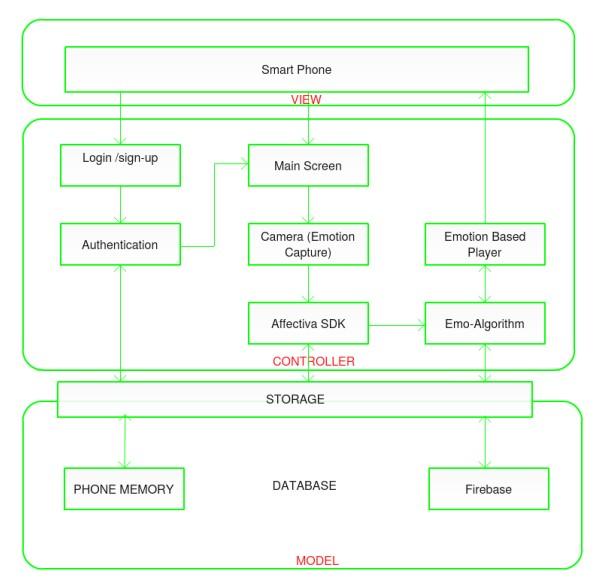 Smart Phone
VIEW
Login /sign-up
Main Screen
Authentication
Camera (Emotion
Capture)
Emotion Based
Player
Affectiva SDK
Emo-Algorithm
CONTROLLER
STORAGE
PHONE MEMORY
DATABASE
Firebase
MODEL